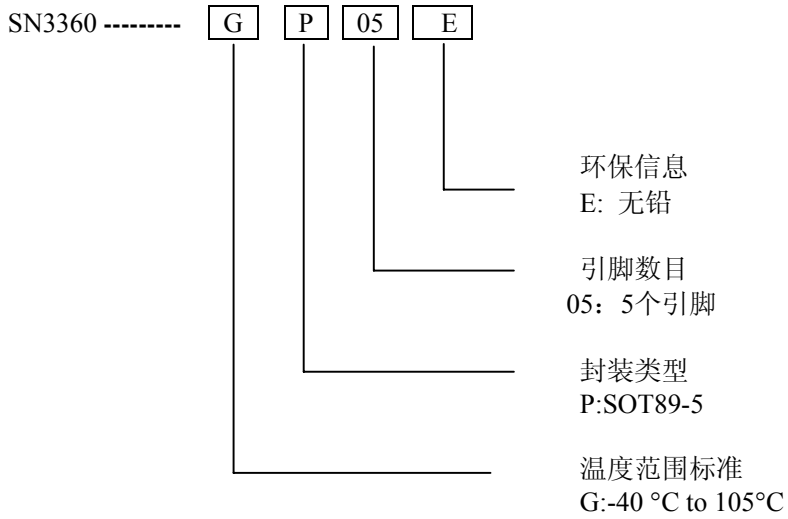 SN3360 --------- G P 05 E
环保信息
E: 无铅
引脚数目
05：5个引脚
封装类型
P:SOT89-5
温度范围标准
G:-40 °C to 105°C